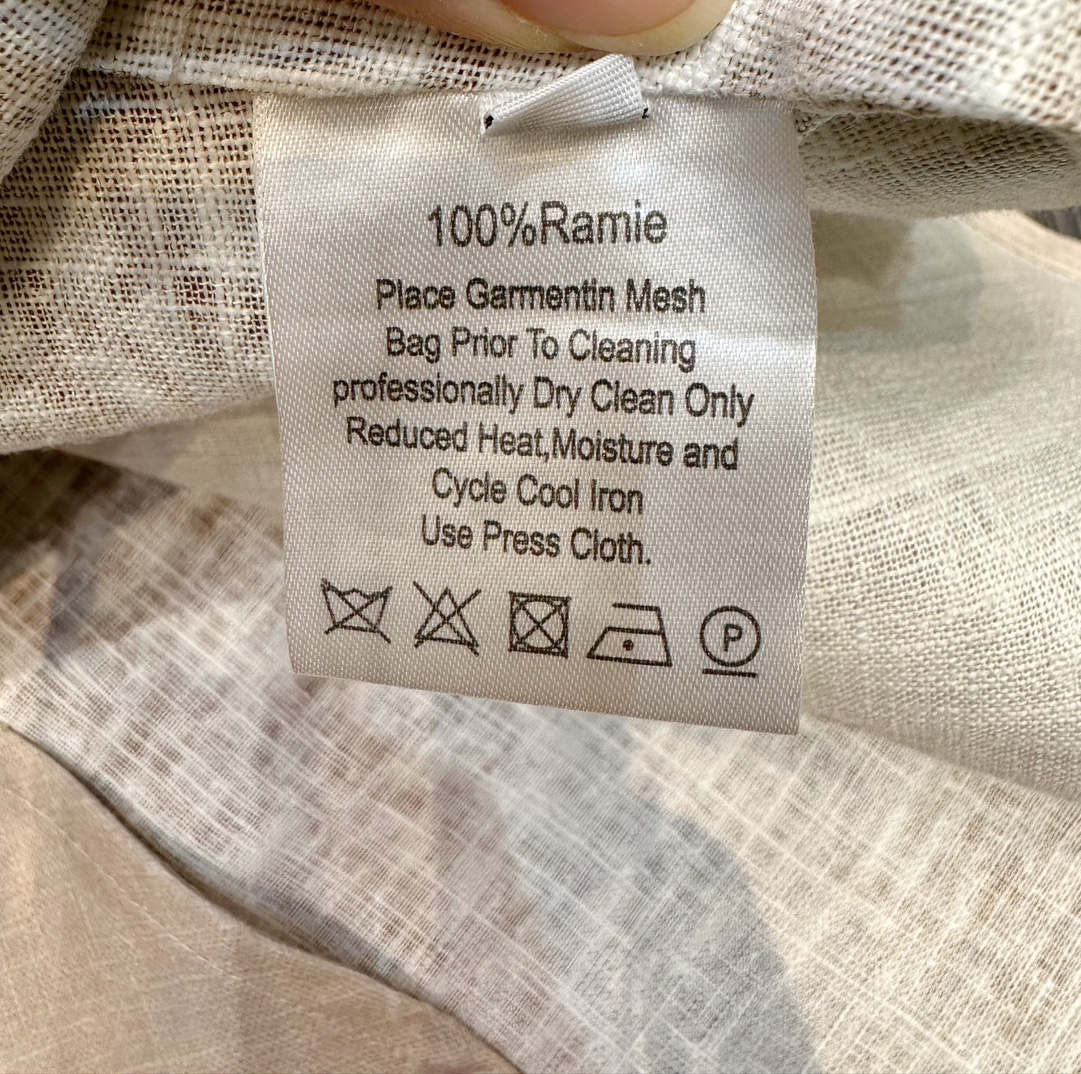 100%Ramie
Place Garmentin Mesh
Bag Prior To Cleaning
professionally Dry Clean Only
Reduced Heat,Moisture and
Cycle Cool Iron
Use Press Cloth.
P